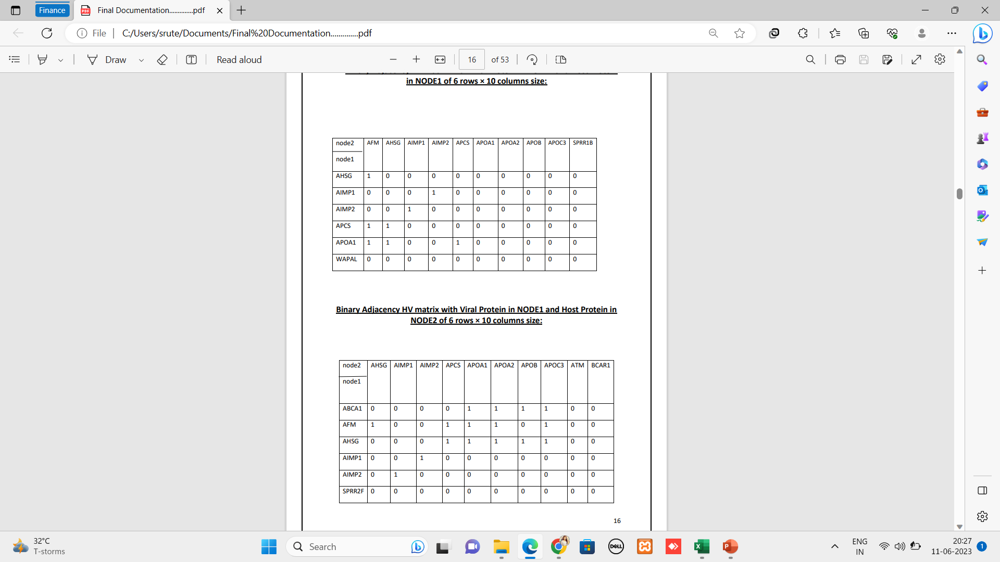 Finance
Final Documentation..............pdf
File
C:/Users/srute/Documents/Final%20Documentation..............pdf
Draw
Read aloud
16
of 53
in NODE1 of 6 rows × 10 columns size:
node2 AFM AHSG AIMP1 AIMP2 APCS APOA1 APOA2 APOB APOC3 SPRR1B
node1
AHSG 1 0 0 0 0 0 0 0 0 0
AIMP1 0 0 0 1 0 0 0 0 0 0
AIMP2 0 0 1 0 0 0 0 0 0 0
APCS 1 1 0 0 0 0 0 0 0 0
APOA1 1 1 0 0 1 0 0 0 0 0
WAPAL 0 0 0 0 0 0 0 0 0 0
Binary Adjacency HV matrix with Viral Protein in NODE1 and Host Protein in
NODE2 of 6 rows × 10 columns size:
node2 AHSG AIMP1 AIMP2 APCS APOA1 APOA2 APOB APOC3 ATM BCAR1
node1
ABCA1 0 0 0 0 1 1 1 1 0 0
AFM 1 0 0 1 1 1 0 1 0 0
AHSG 0 0 0 1 1 1 1 1 0 0
AIMP1 0 0 1 0 0 0 0 0 0 0
AIMP2 0 1 0 0 0 0 0 0 0 0
SPRR2F 0 0 0 0 0 0 0 0 0 0
16
32°C
T-storms
Search
DELL
ENG
IN
20:27
11-06-2023
1